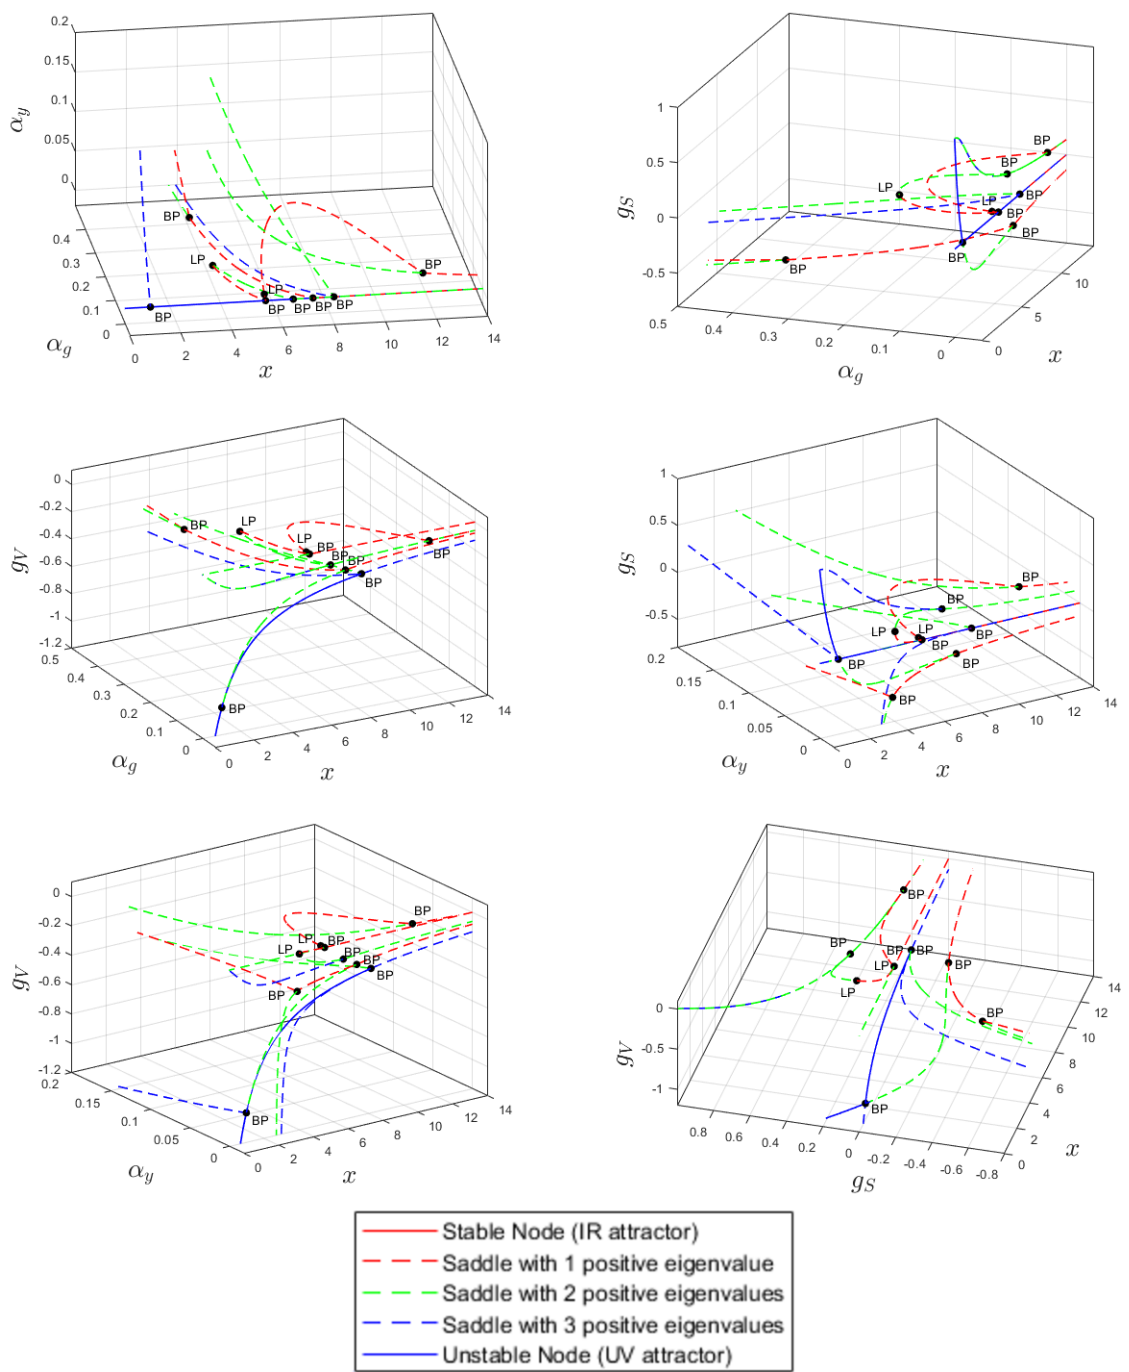 0.2
0.15
0.1
0.05
0
α_y
0.4
0.3
0.2
0.1
0
α_g
0 2 4 6 8 10 12 14
x
BP
LP
LP
BP
BP
BP BP BP BP
1
0.5
0
-0.5
g_S
0.5 0.4 0.3 0.2 0.1 0
α_g
0 5 10
x
BP
BP
LP
LP
BP
BP
BP
BP
BP
0
-0.2
-0.4
-0.6
-0.8
-1
-1.2
g_V
0.5
0.4
0.3
0.2
0.1
0
α_g
0 2 4 6 8 10 12 14
x
BP
LP
LP
BP
BP
BP
BP
BP
BP
1
0.5
0
-0.5
g_S
0.2
0.15
0.1
0.05
0
α_y
0 2 4 6 8 10 12 14
x
BP
BP
LP
LP
BP
BP
BP
BP
BP
0
-0.2
-0.4
-0.6
-0.8
-1
-1.2
g_V
0.2
0.15
0.1
0.05
0
α_y
0 2 4 6 8 10 12 14
x
BP
LP
LP
BP
BP
BP
BP
BP
BP
0
-0.5
-1
g_V
0.8 0.6 0.4 0.2 0 -0.2 -0.4 -0.6 -0.8
g_S
0 2 4 6 8 10 12 14
x
BP
BP
BP
BP
LP
LP
BP
BP
BP
Stable Node (IR attractor)
Saddle with 1 positive eigenvalue
Saddle with 2 positive eigenvalues
Saddle with 3 positive eigenvalues
Unstable Node (UV attractor)